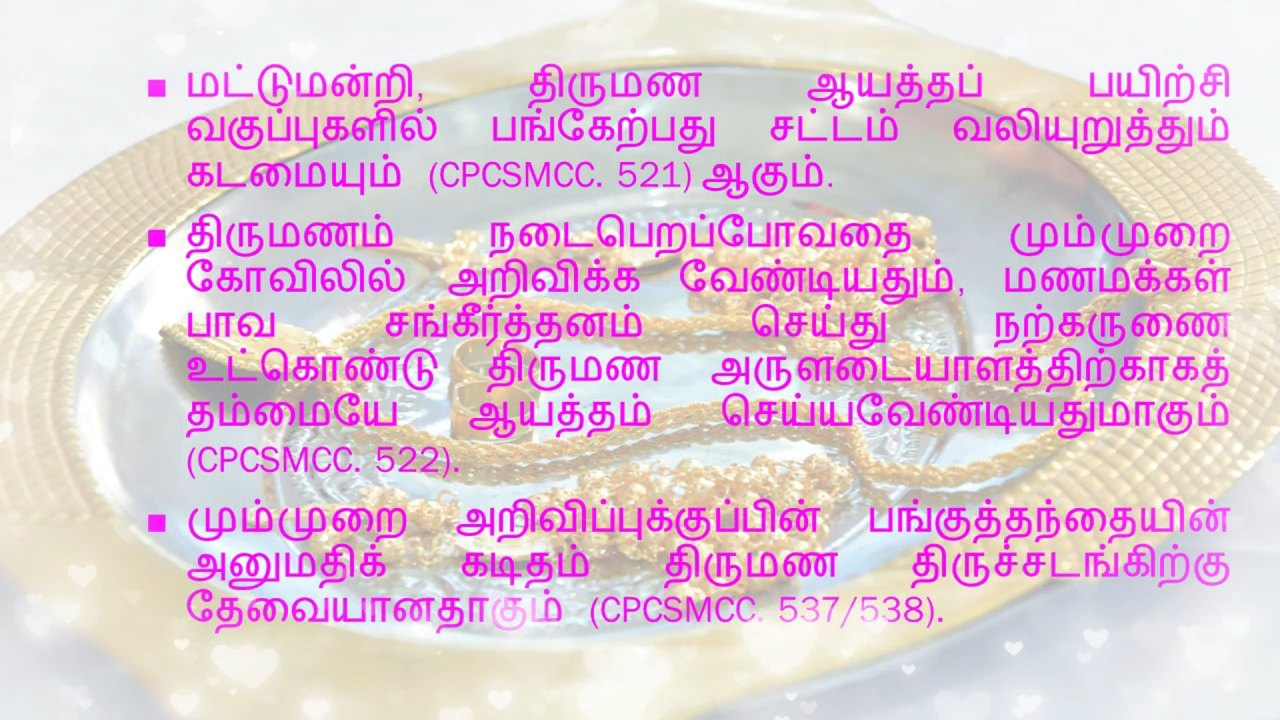 ▪ மட்டுமன்றி, திருமண ஆயத்தப் பயிற்சி
வகுப்புகளில் பங்கேற்பது சட்டம் வலியுறுத்தும்
கடமையும் (CPCSMCC. 521) ஆகும்.
▪ திருமணம் நடைபெறப்போவதை மும்முறை
கோவிலில் அறிவிக்க வேண்டியதும், மணமக்கள்
பாவ சங்கீர்த்தனம் செய்து நற்கருணை
உட்கொண்டு திருமண அருளடையாளத்திற்காகத்
தம்மையே ஆயத்தம் செய்யவேண்டியதுமாகும்
(CPCSMCC. 522).
▪ மும்முறை அறிவிப்புக்குப்பின் பங்குத்தந்தையின்
அனுமதிக் கடிதம் திருமண திருச்சடங்கிற்கு
தேவையானதாகும் (CPCSMCC. 537/538).